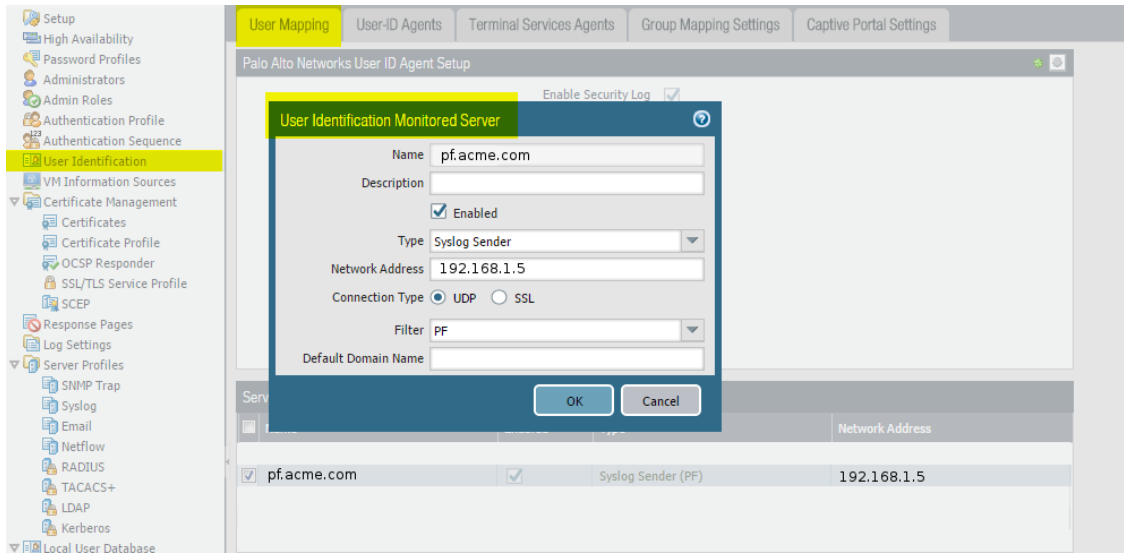 Setup
High Availability
Password Profiles
Administrators
Admin Roles
Authentication Profile
Authentication Sequence
User Identification
VM Information Sources
Certificate Management
Certificates
Certificate Profile
OCSP Responder
SSL/TLS Service Profile
SCEP
Response Pages
Log Settings
Server Profiles
SNMP Trap
Syslog
Email
Netflow
RADIUS
TACACS+
LDAP
Kerberos
Local User Database
User Mapping User-ID Agents Terminal Services Agents Group Mapping Settings Captive Portal Settings
Palo Alto Networks User ID Agent Setup
Enable Security Log
User Identification Monitored Server
Name pf.acme.com
Description
Enabled
Type Syslog Sender
Network Address 192.168.1.5
Connection Type UDP SSL
Filter PF
Default Domain Name
OK Cancel
Serv
Network Address
pf.acme.com Syslog Sender (PF) 192.168.1.5